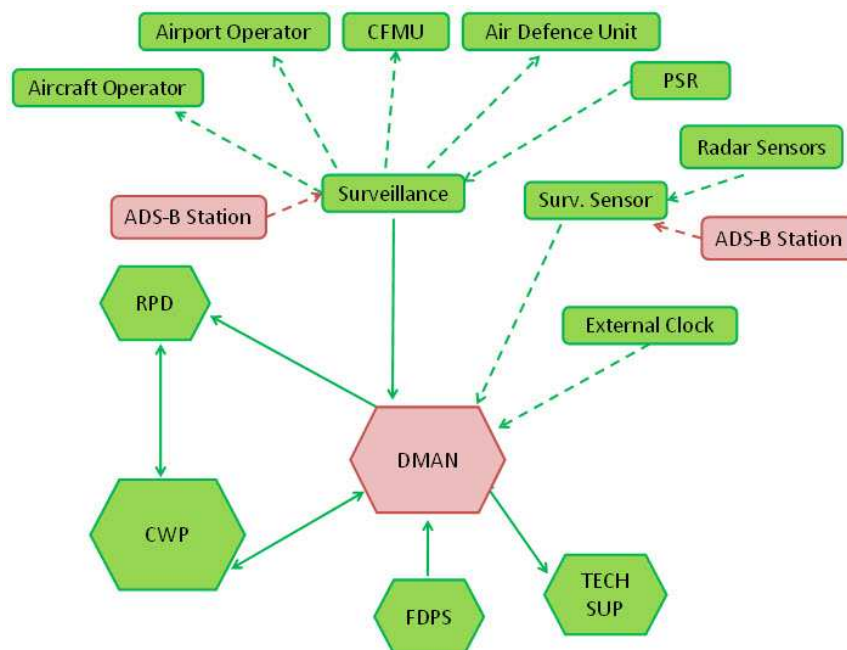 Airport Operator
CFMU
Air Defence Unit
Aircraft Operator
PSR
Radar Sensors
Surveillance
Surv. Sensor
ADS-B Station
ADS-B Station
RPD
External Clock
DMAN
CWP
TECH
SUP
FDPS